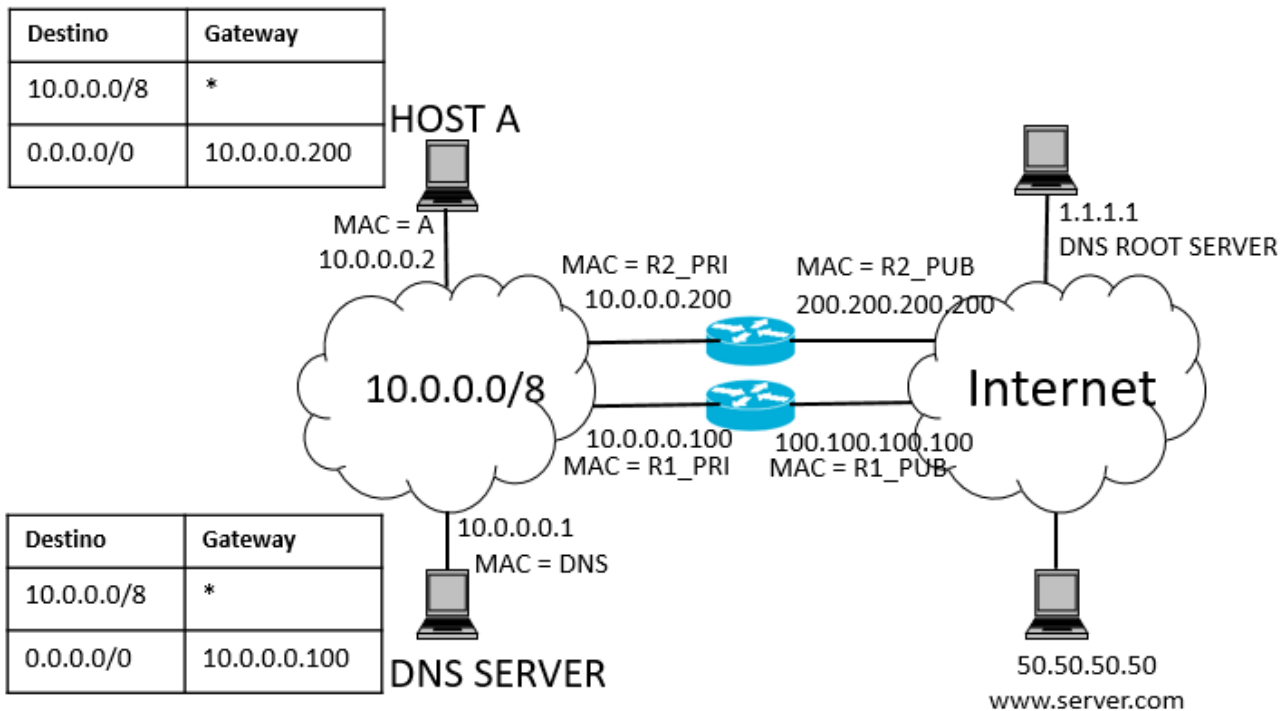 Destino Gateway
10.0.0.0/8 *
0.0.0.0/0 10.0.0.0.200
HOST A
MAC = A
10.0.0.0.2
MAC = R2_PRI
10.0.0.0.200
MAC = R2_PUB
200.200.200.200
1.1.1.1
DNS ROOT SERVER
10.0.0.0/8
Internet
10.0.0.0.100
MAC = R1_PRI
100.100.100.100
MAC = R1_PUB
10.0.0.0.1
MAC = DNS
Destino Gateway
10.0.0.0/8 *
0.0.0.0/0 10.0.0.0.100
DNS SERVER
50.50.50.50
www.server.com